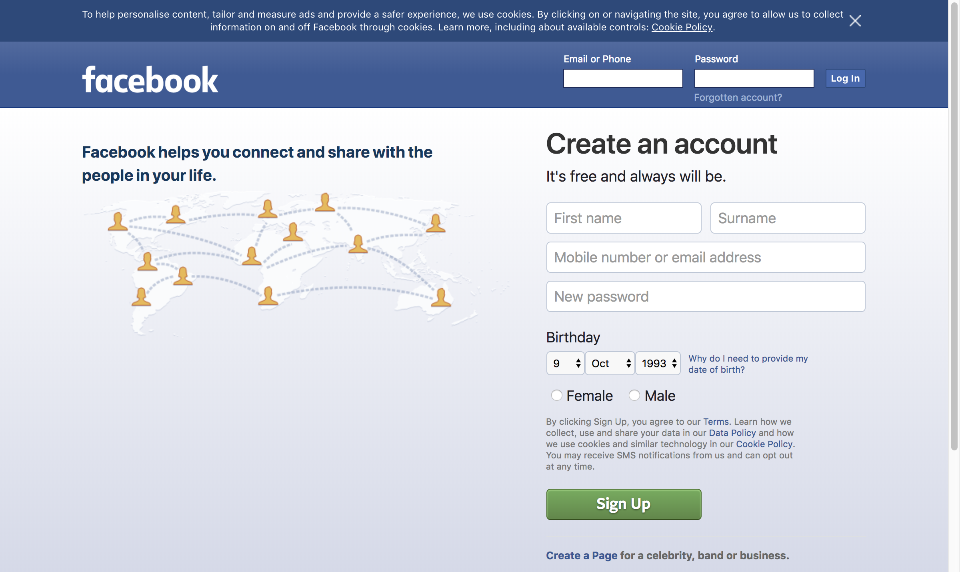 To help personalise content, tailor and measure ads and provide a safer experience, we use cookies. By clicking on or navigating the site, you agree to allow us to collect
information on and off Facebook through cookies. Learn more, including about available controls: Cookie Policy.
facebook
Email or Phone
Password
Log In
Forgotten account?
Facebook helps you connect and share with the
people in your life.
Create an account
It's free and always will be.
First name
Surname
Mobile number or email address
New password
Birthday
9
Oct
1993
Why do I need to provide my
date of birth?
Female
Male
By clicking Sign Up, you agree to our Terms. Learn how we
collect, use and share your data in our Data Policy and how
we use cookies and similar technology in our Cookie Policy.
You may receive SMS notifications from us and can opt out
at any time.
Sign Up
Create a Page for a celebrity, band or business.